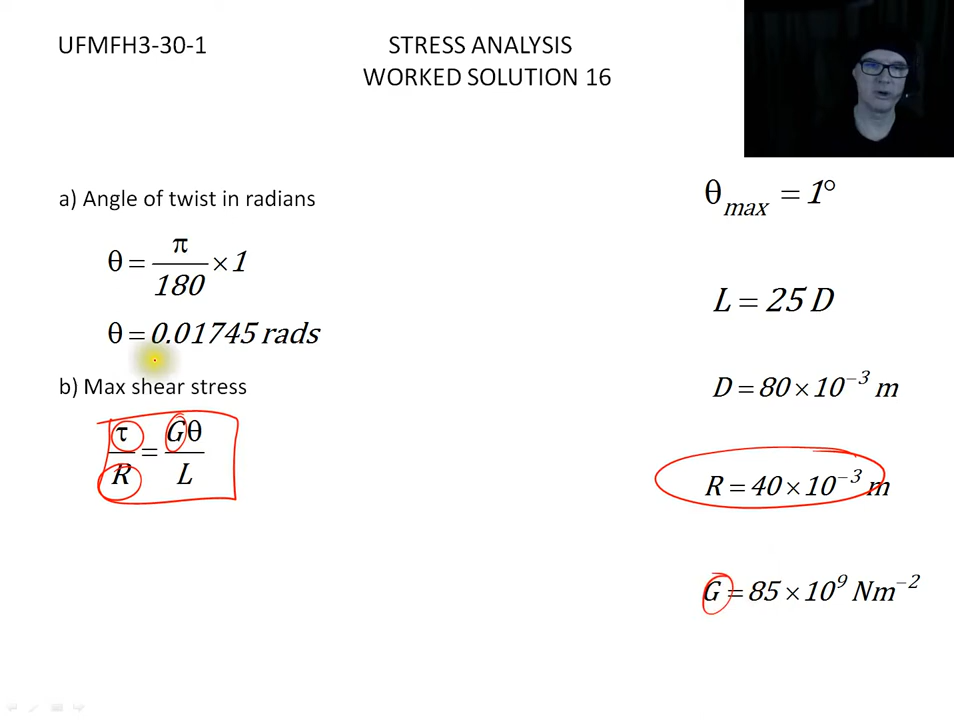 UFMFH3-30-1
STRESS ANALYSIS
WORKED SOLUTION 16
a) Angle of twist in radians
θ = π/180 × 1
θ = 0.01745 rads
b) Max shear stress
τ/R = Gθ/L
θmax = 1°
L = 25 D
D = 80 × 10⁻³ m
R = 40 × 10⁻³ m
G = 85 × 10⁹ Nm⁻²